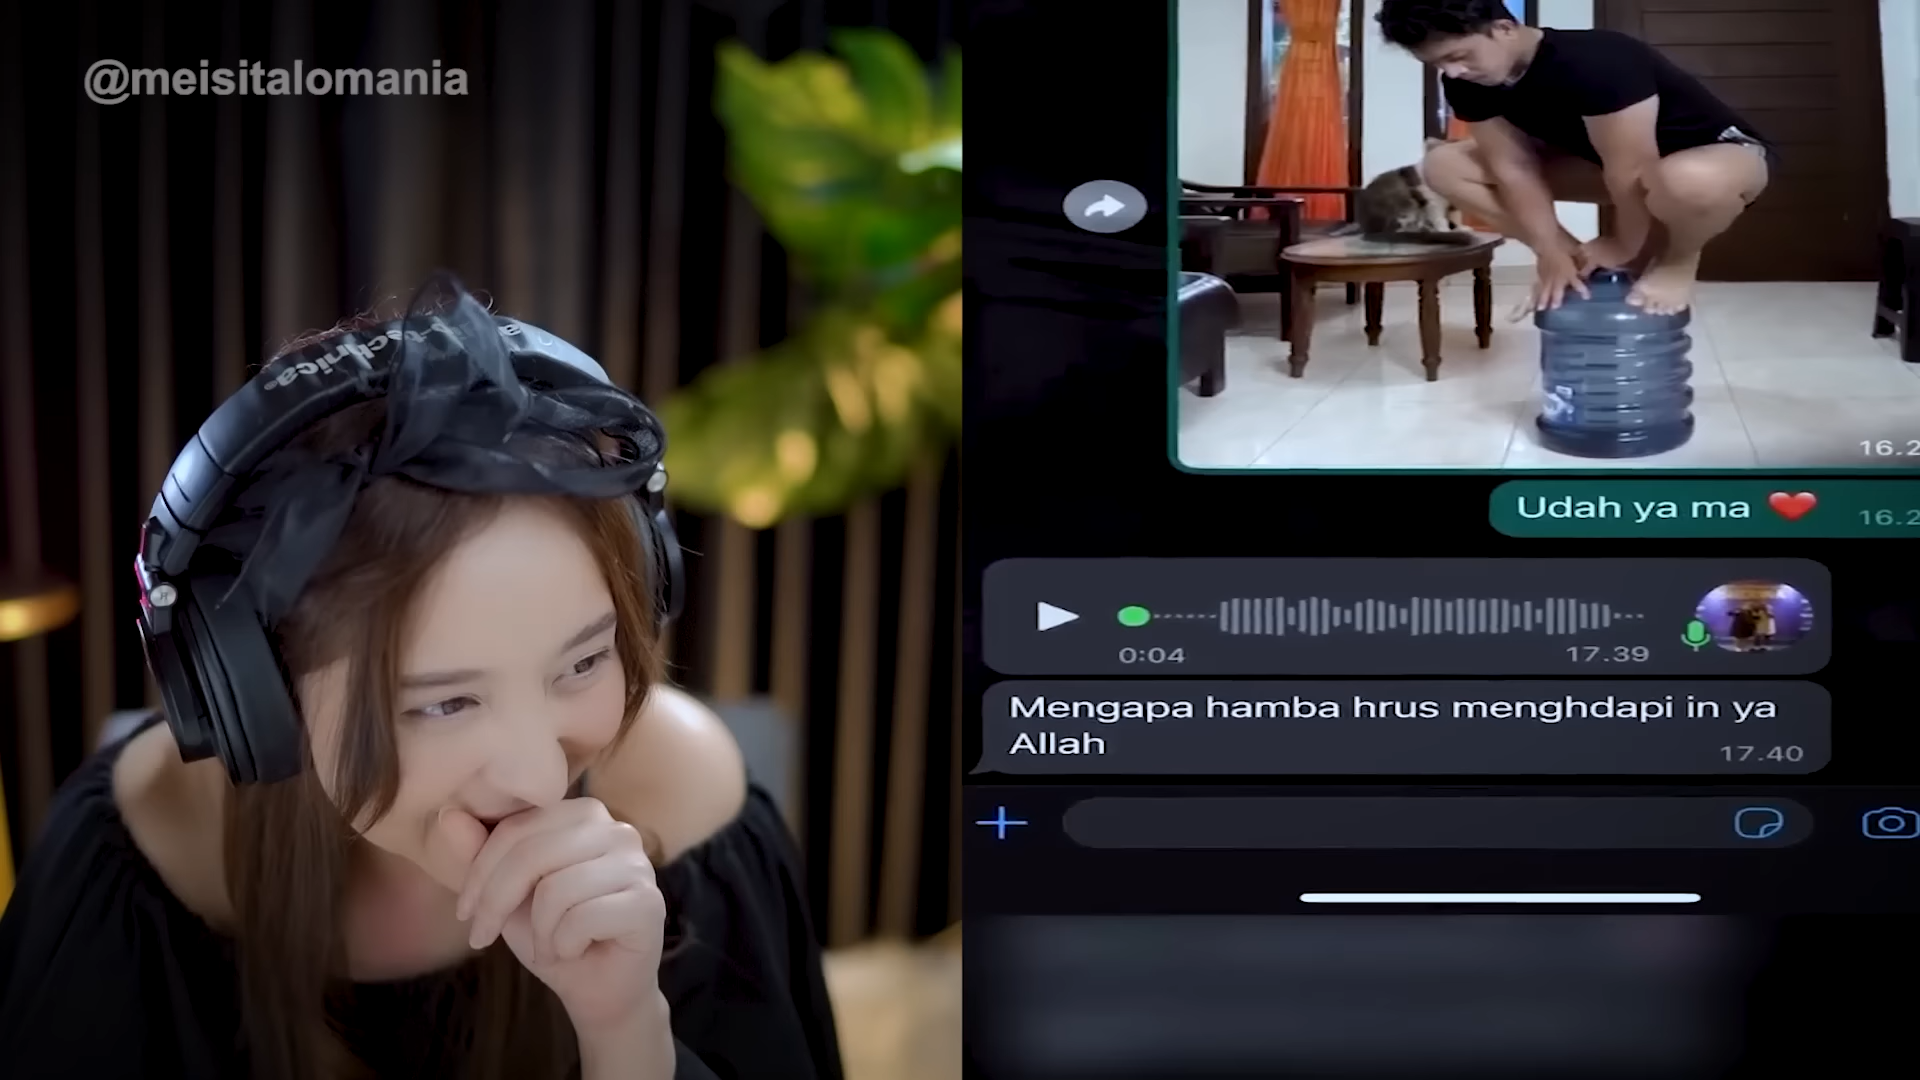 @meisitalomania
technica
16.2
Udah ya ma ❤️
16.2
0:04
17.39
Mengapa hamba hrus menghdapi in ya
Allah
17.40